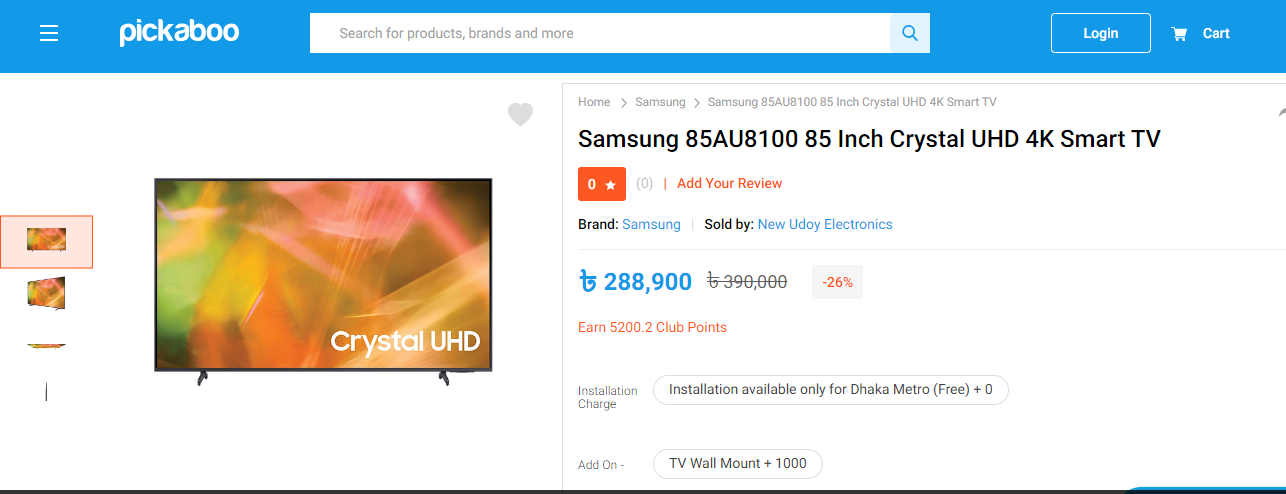 pickaboo
Search for products, brands and more
Login
Cart
Home > Samsung > Samsung 85AU8100 85 Inch Crystal UHD 4K Smart TV
Samsung 85AU8100 85 Inch Crystal UHD 4K Smart TV
0 ★ (0) | Add Your Review
Brand: Samsung | Sold by: New Udoy Electronics
৳ 288,900 ৳ 390,000 -26%
Earn 5200.2 Club Points
Installation
Charge
Installation available only for Dhaka Metro (Free) + 0
Add On -
TV Wall Mount + 1000
Crystal UHD